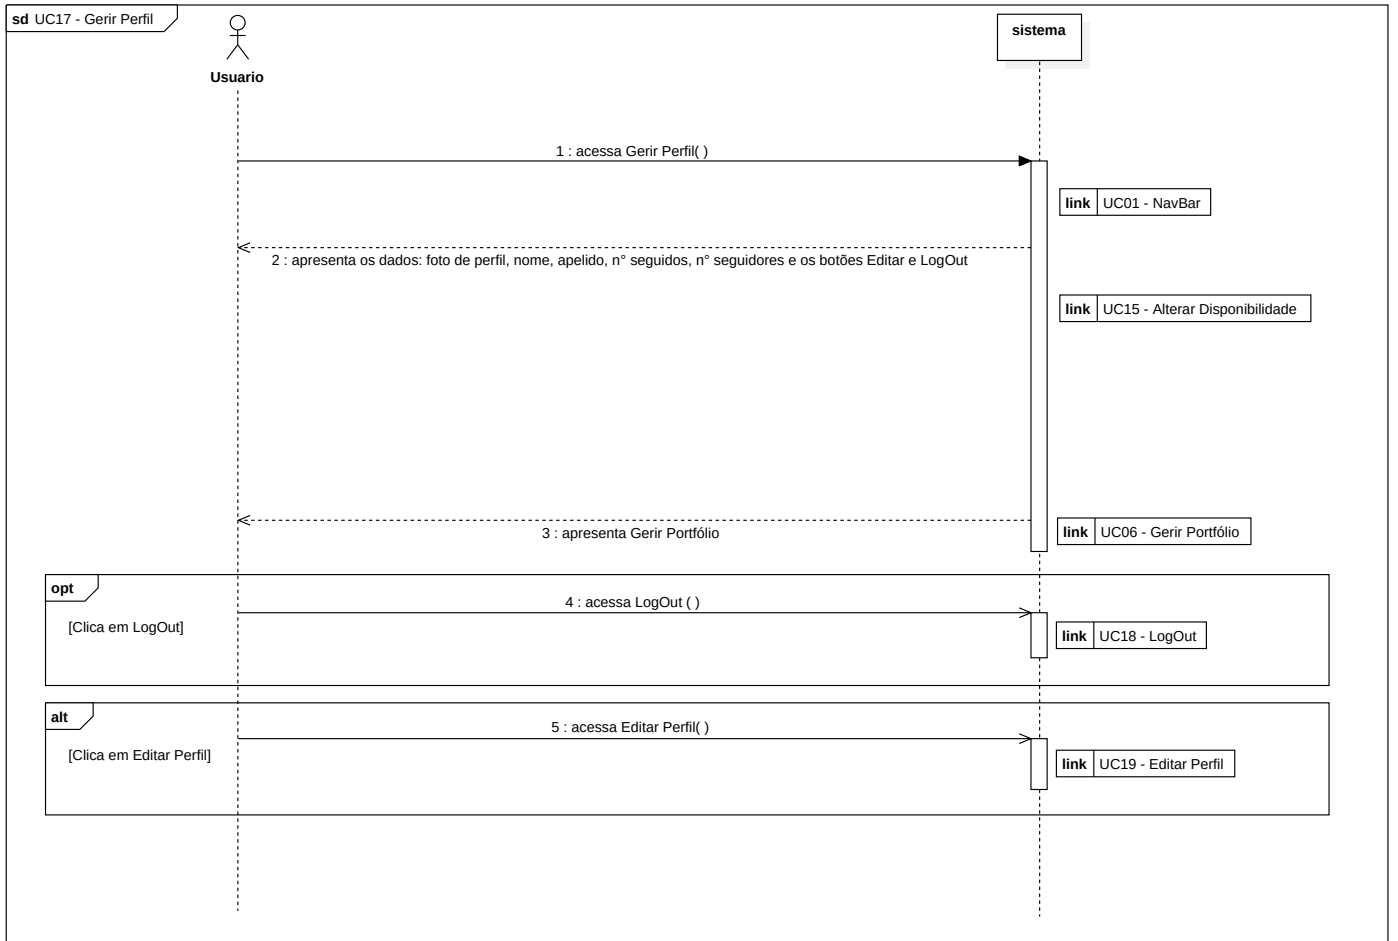 sd UC17 - Gerir Perfil
Usuario
sistema
1 : acessa Gerir Perfil( )
link UC01 - NavBar
2 : apresenta os dados: foto de perfil, nome, apelido, n° seguidos, n° seguidores e os botões Editar e LogOut
link UC15 - Alterar Disponibilidade
3 : apresenta Gerir Portfólio
link UC06 - Gerir Portfólio
opt
4 : acessa LogOut ( )
[Clica em LogOut]
link UC18 - LogOut
alt
5 : acessa Editar Perfil( )
[Clica em Editar Perfil]
link UC19 - Editar Perfil